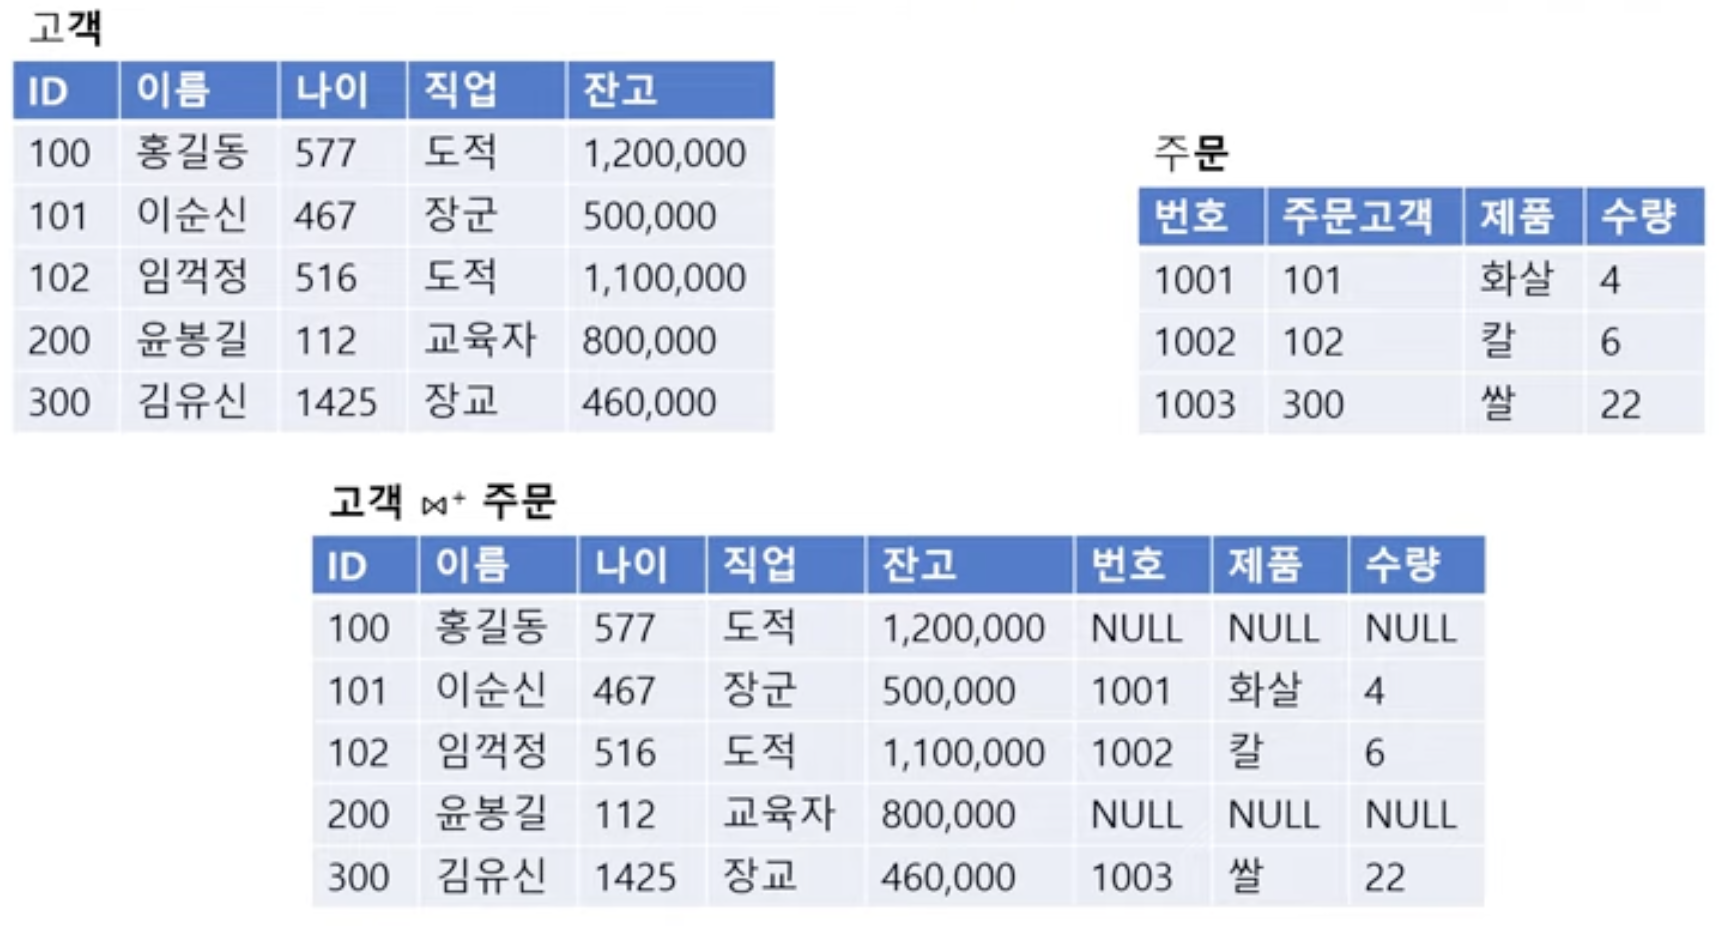 고객
ID 이름 나이 직업 잔고
100 홍길동 577 도적 1,200,000
101 이순신 467 장군 500,000
102 임꺽정 516 도적 1,100,000
200 윤봉길 112 교육자 800,000
300 김유신 1425 장교 460,000
주문
번호 주문고객 제품 수량
1001 101 화살 4
1002 102 칼 6
1003 300 쌀 22
고객 ⋈⁺ 주문
ID 이름 나이 직업 잔고 번호 제품 수량
100 홍길동 577 도적 1,200,000 NULL NULL NULL
101 이순신 467 장군 500,000 1001 화살 4
102 임꺽정 516 도적 1,100,000 1002 칼 6
200 윤봉길 112 교육자 800,000 NULL NULL NULL
300 김유신 1425 장교 460,000 1003 쌀 22